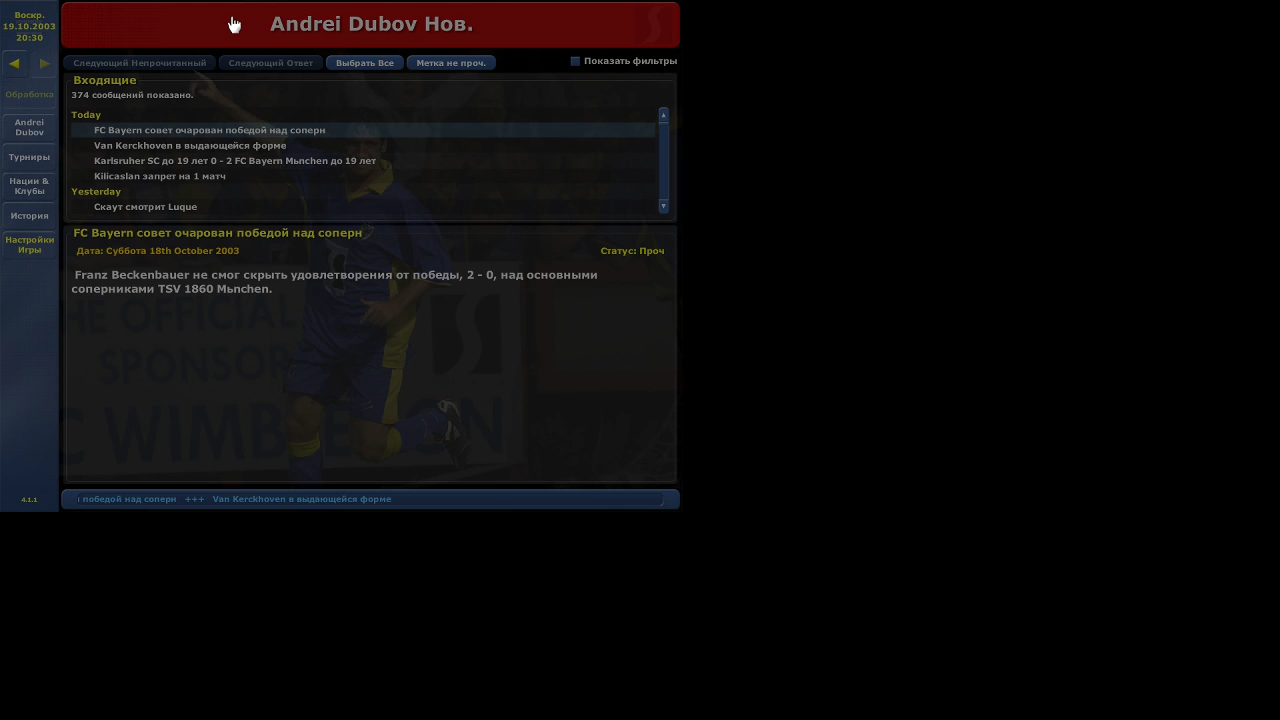 Воскр.
19.10.2003
20:30
Обработка
Andrei
Dubov
Турниры
Нации &
Клубы
История
Настройки
Игры
4.1.1
Andrei Dubov Нов.
Следующий Непрочитанный
Следующий Ответ
Выбрать Все
Метка не проч.
Показать фильтры
Входящие
374 сообщений показано.
Today
FC Bayern совет очарован победой над соперн
Van Kerckhoven в выдающейся форме
Karlsruher SC до 19 лет 0 - 2 FC Bayern Mьnchen до 19 лет
Kilicaslan запрет на 1 матч
Yesterday
Скаут смотрит Luque
FC Bayern совет очарован победой над соперн
Дата: Суббота 18th October 2003
Статус: Проч
Franz Beckenbauer не смог скрыть удовлетворения от победы, 2 - 0, над основными
соперниками TSV 1860 Mьnchen.
HE OFFICIAL
SPONSOR
C WIMBLEDON
победой над соперн +++ Van Kerckhoven в выдающейся форме